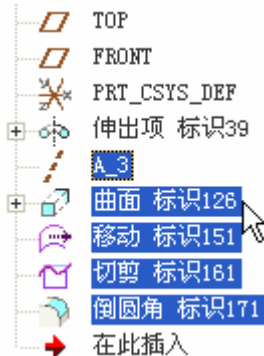 TOP
FRONT
PRT_CSYS_DEF
伸出项 标识39
A_3
曲面 标识126
移动 标识151
切剪 标识161
倒圆角 标识171
在此插入